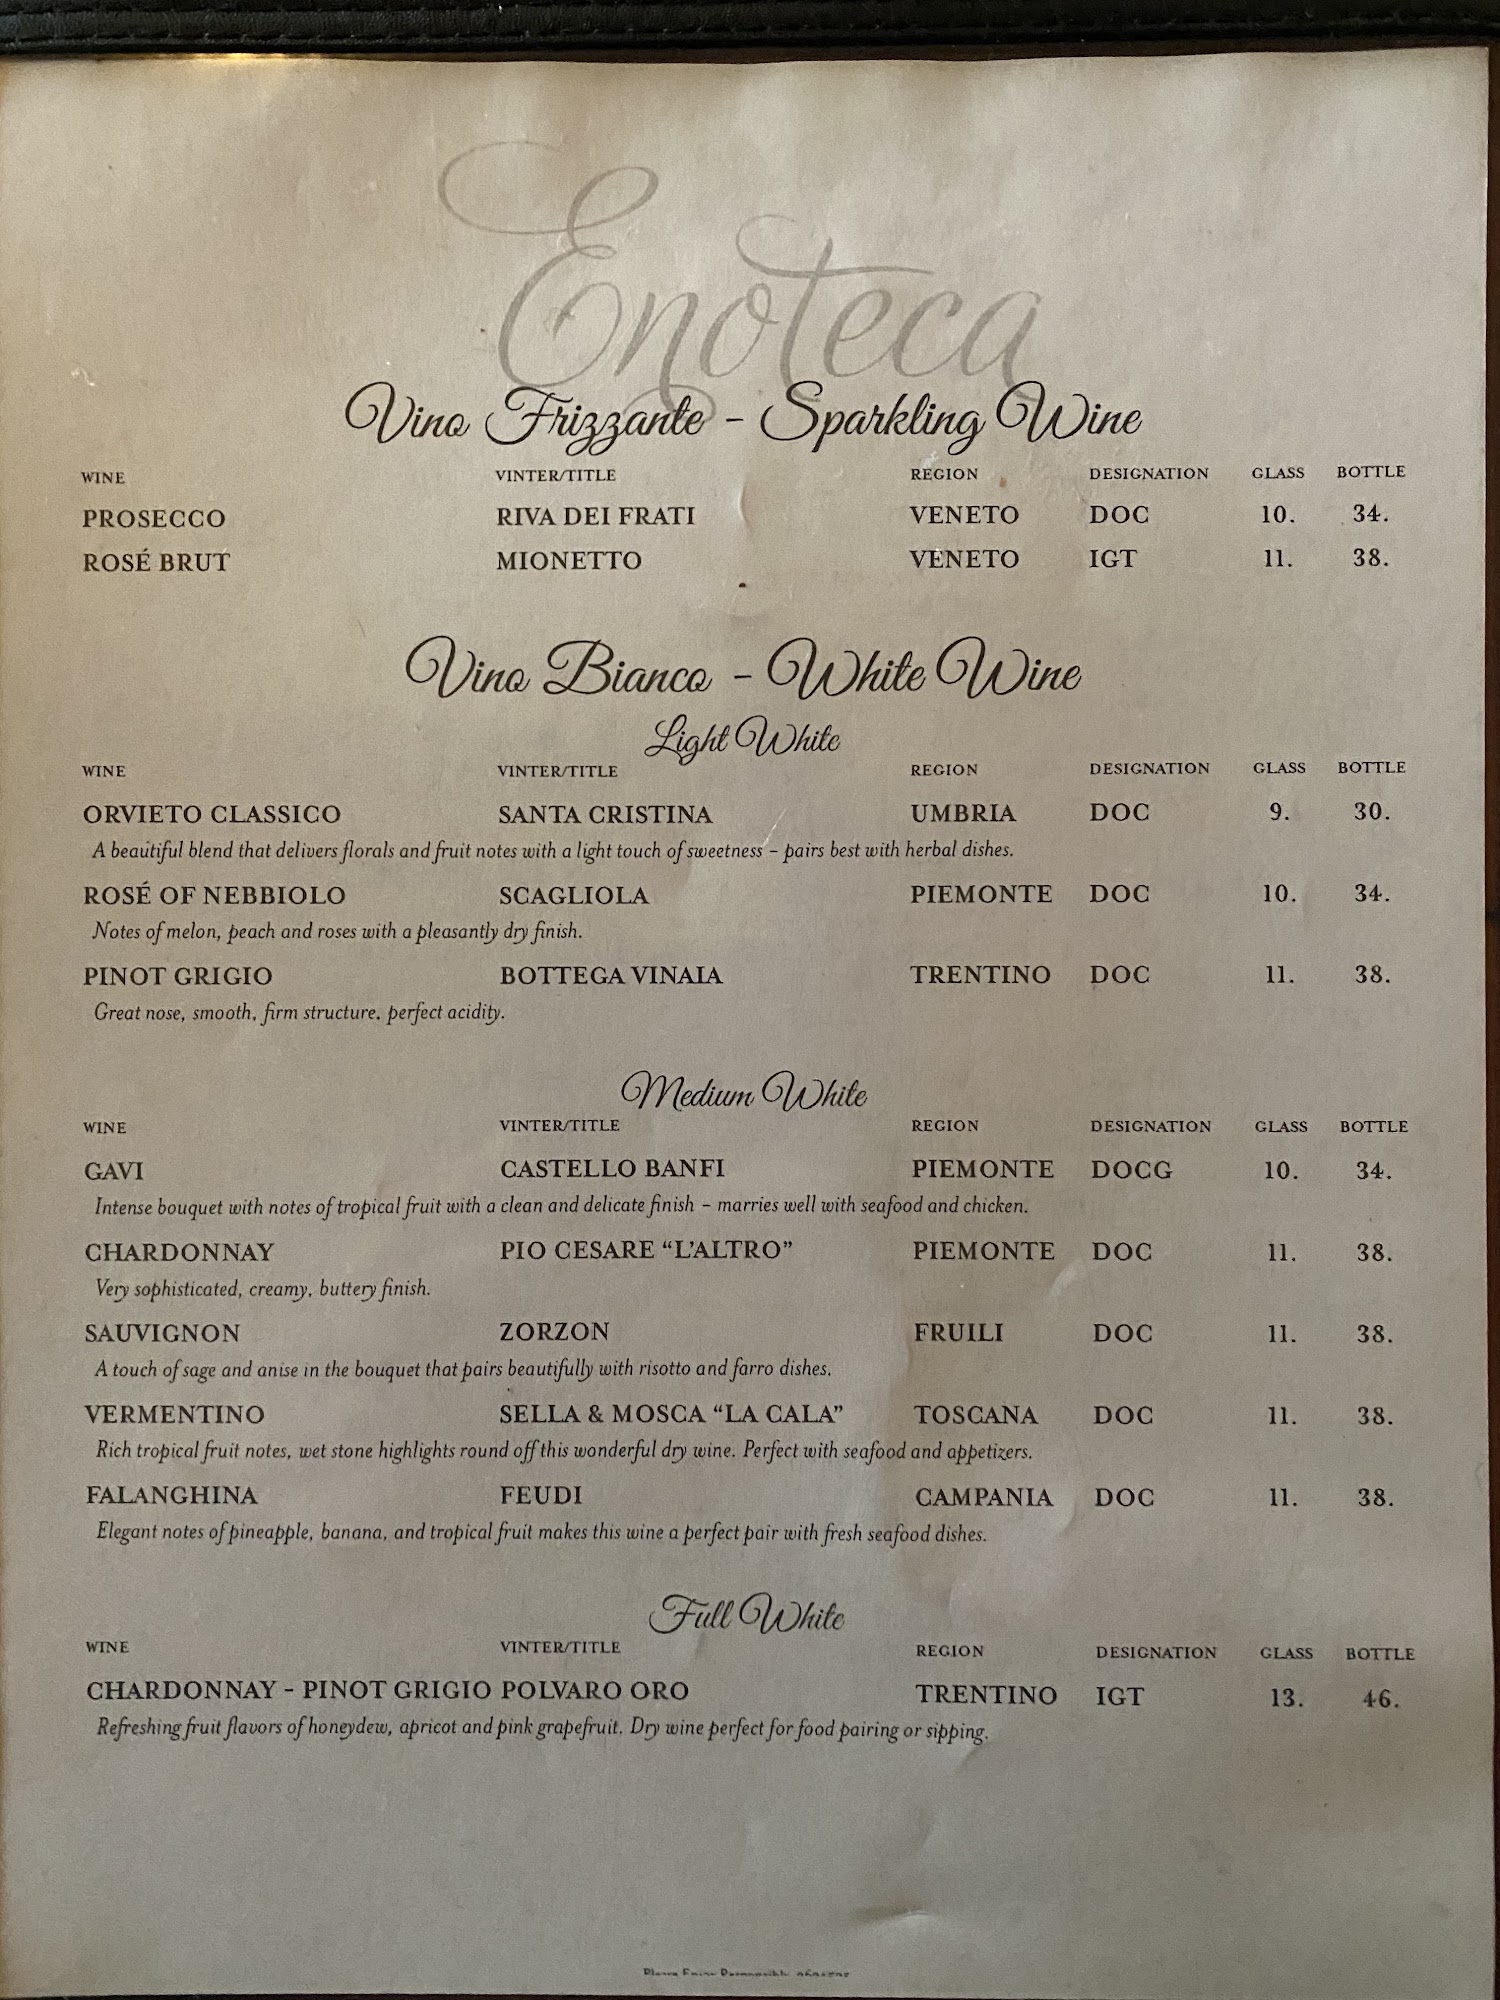 Enoteca
Vino Frizzante - Sparkling Wine
WINE VINTER/TITLE REGION DESIGNATION GLASS BOTTLE
PROSECCO RIVA DEI FRATI VENETO DOC 10. 34.
ROSÉ BRUT MIONETTO VENETO IGT 11. 38.
Vino Bianco - White Wine
Light White
WINE VINTER/TITLE REGION DESIGNATION GLASS BOTTLE
ORVIETO CLASSICO SANTA CRISTINA UMBRIA DOC 9. 30.
A beautiful blend that delivers florals and fruit notes with a light touch of sweetness – pairs best with herbal dishes.
ROSÉ OF NEBBIOLO SCAGLIOLA PIEMONTE DOC 10. 34.
Notes of melon, peach and roses with a pleasantly dry finish.
PINOT GRIGIO BOTTEGA VINAIA TRENTINO DOC 11. 38.
Great nose, smooth, firm structure, perfect acidity.
Medium White
WINE VINTER/TITLE REGION DESIGNATION GLASS BOTTLE
GAVI CASTELLO BANFI PIEMONTE DOCG 10. 34.
Intense bouquet with notes of tropical fruit with a clean and delicate finish – marries well with seafood and chicken.
CHARDONNAY PIO CESARE “L’ALTRO” PIEMONTE DOC 11. 38.
Very sophisticated, creamy, buttery finish.
SAUVIGNON ZORZON FRUILI DOC 11. 38.
A touch of sage and anise in the bouquet that pairs beautifully with risotto and farro dishes.
VERMENTINO SELLA & MOSCA “LA CALA” TOSCANA DOC 11. 38.
Rich tropical fruit notes, wet stone highlights round off this wonderful dry wine. Perfect with seafood and appetizers.
FALANGHINA FEUDI CAMPANIA DOC 11. 38.
Elegant notes of pineapple, banana, and tropical fruit makes this wine a perfect pair with fresh seafood dishes.
Full White
WINE VINTER/TITLE REGION DESIGNATION GLASS BOTTLE
CHARDONNAY - PINOT GRIGIO POLVARO ORO TRENTINO IGT 13. 46.
Refreshing fruit flavors of honeydew, apricot and pink grapefruit. Dry wine perfect for food pairing or sipping.